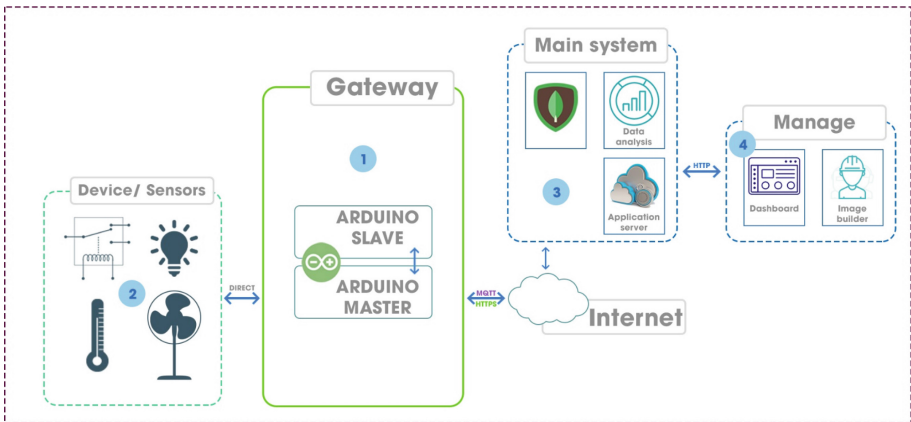 Main system
Gateway
Data
analysis
Manage
1
4
HTTP
3
Device/ Sensors
Dashboard
Image
builder
ARDUINO
SLAVE
Application
server
2
DIRECT
ARDUINO
MASTER
MQTT
HTTPS
Internet